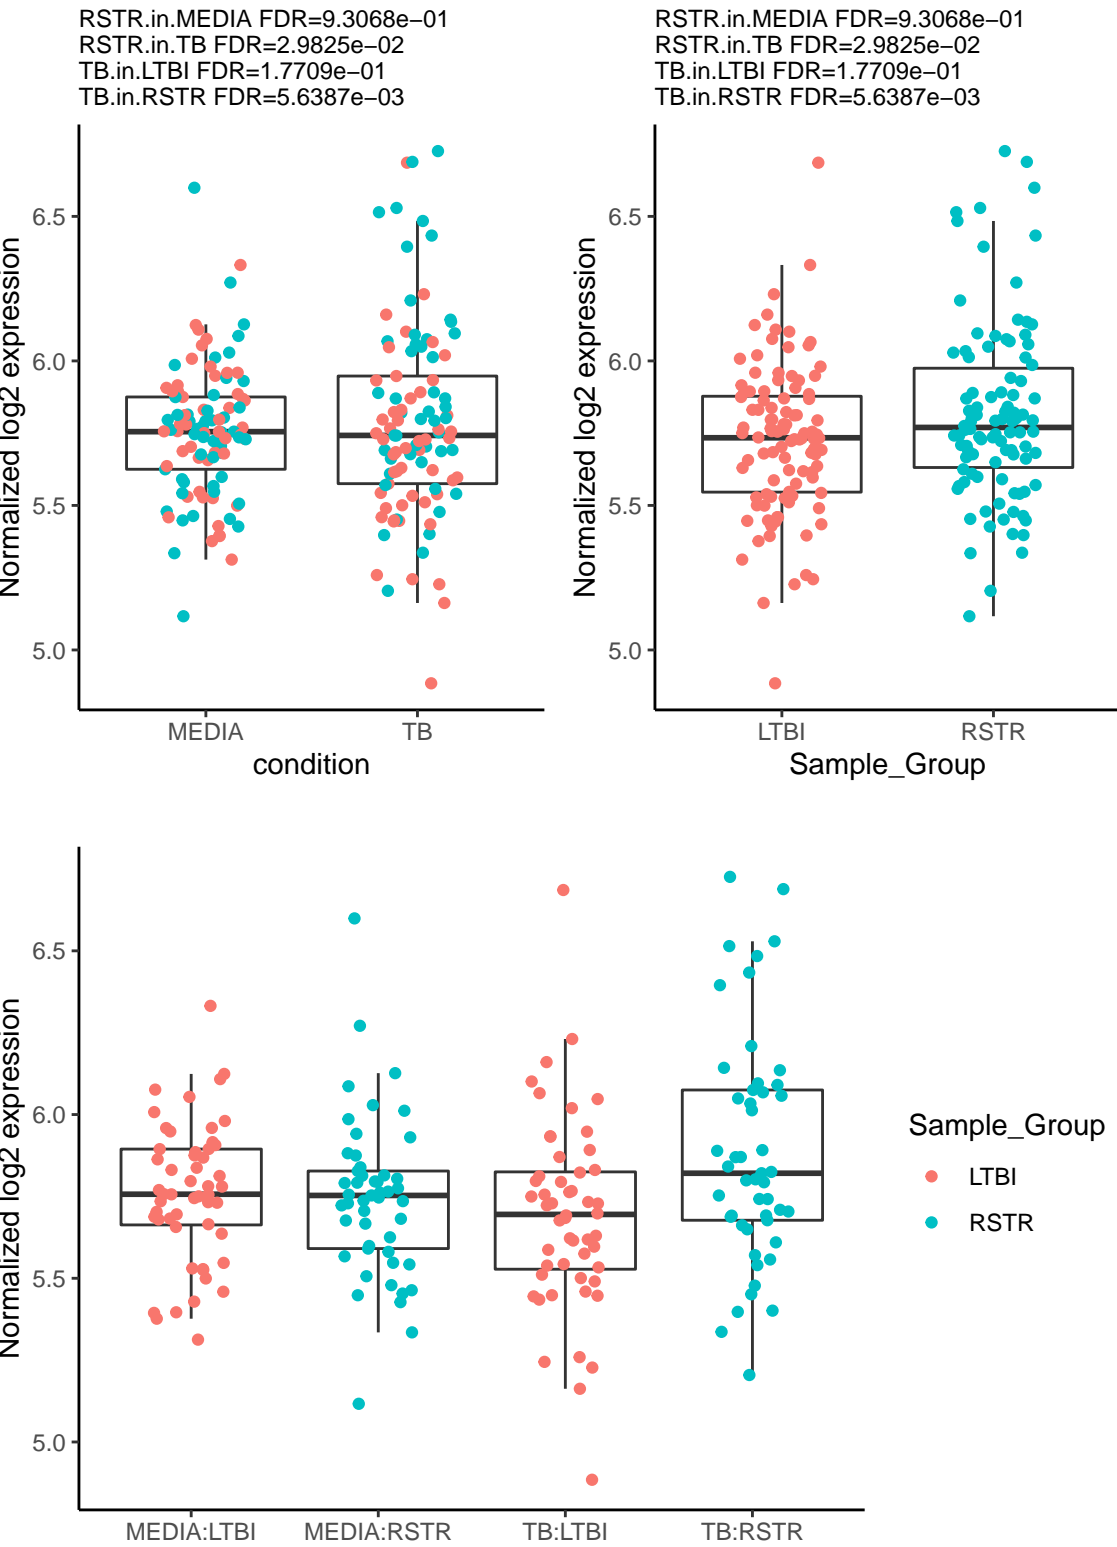 RSTR.in.MEDIA FDR=9.3068e−01
RSTR.in.TB FDR=2.9825e−02
TB.in.LTBI FDR=1.7709e−01
TB.in.RSTR FDR=5.6387e−03
Normalized log2 expression
6.5
6.0
5.5
5.0
MEDIA TB
condition
RSTR.in.MEDIA FDR=9.3068e−01
RSTR.in.TB FDR=2.9825e−02
TB.in.LTBI FDR=1.7709e−01
TB.in.RSTR FDR=5.6387e−03
Normalized log2 expression
6.5
6.0
5.5
5.0
LTBI RSTR
Sample_Group
Normalized log2 expression
6.5
6.0
5.5
5.0
MEDIA:LTBI MEDIA:RSTR TB:LTBI TB:RSTR
Sample_Group
LTBI
RSTR